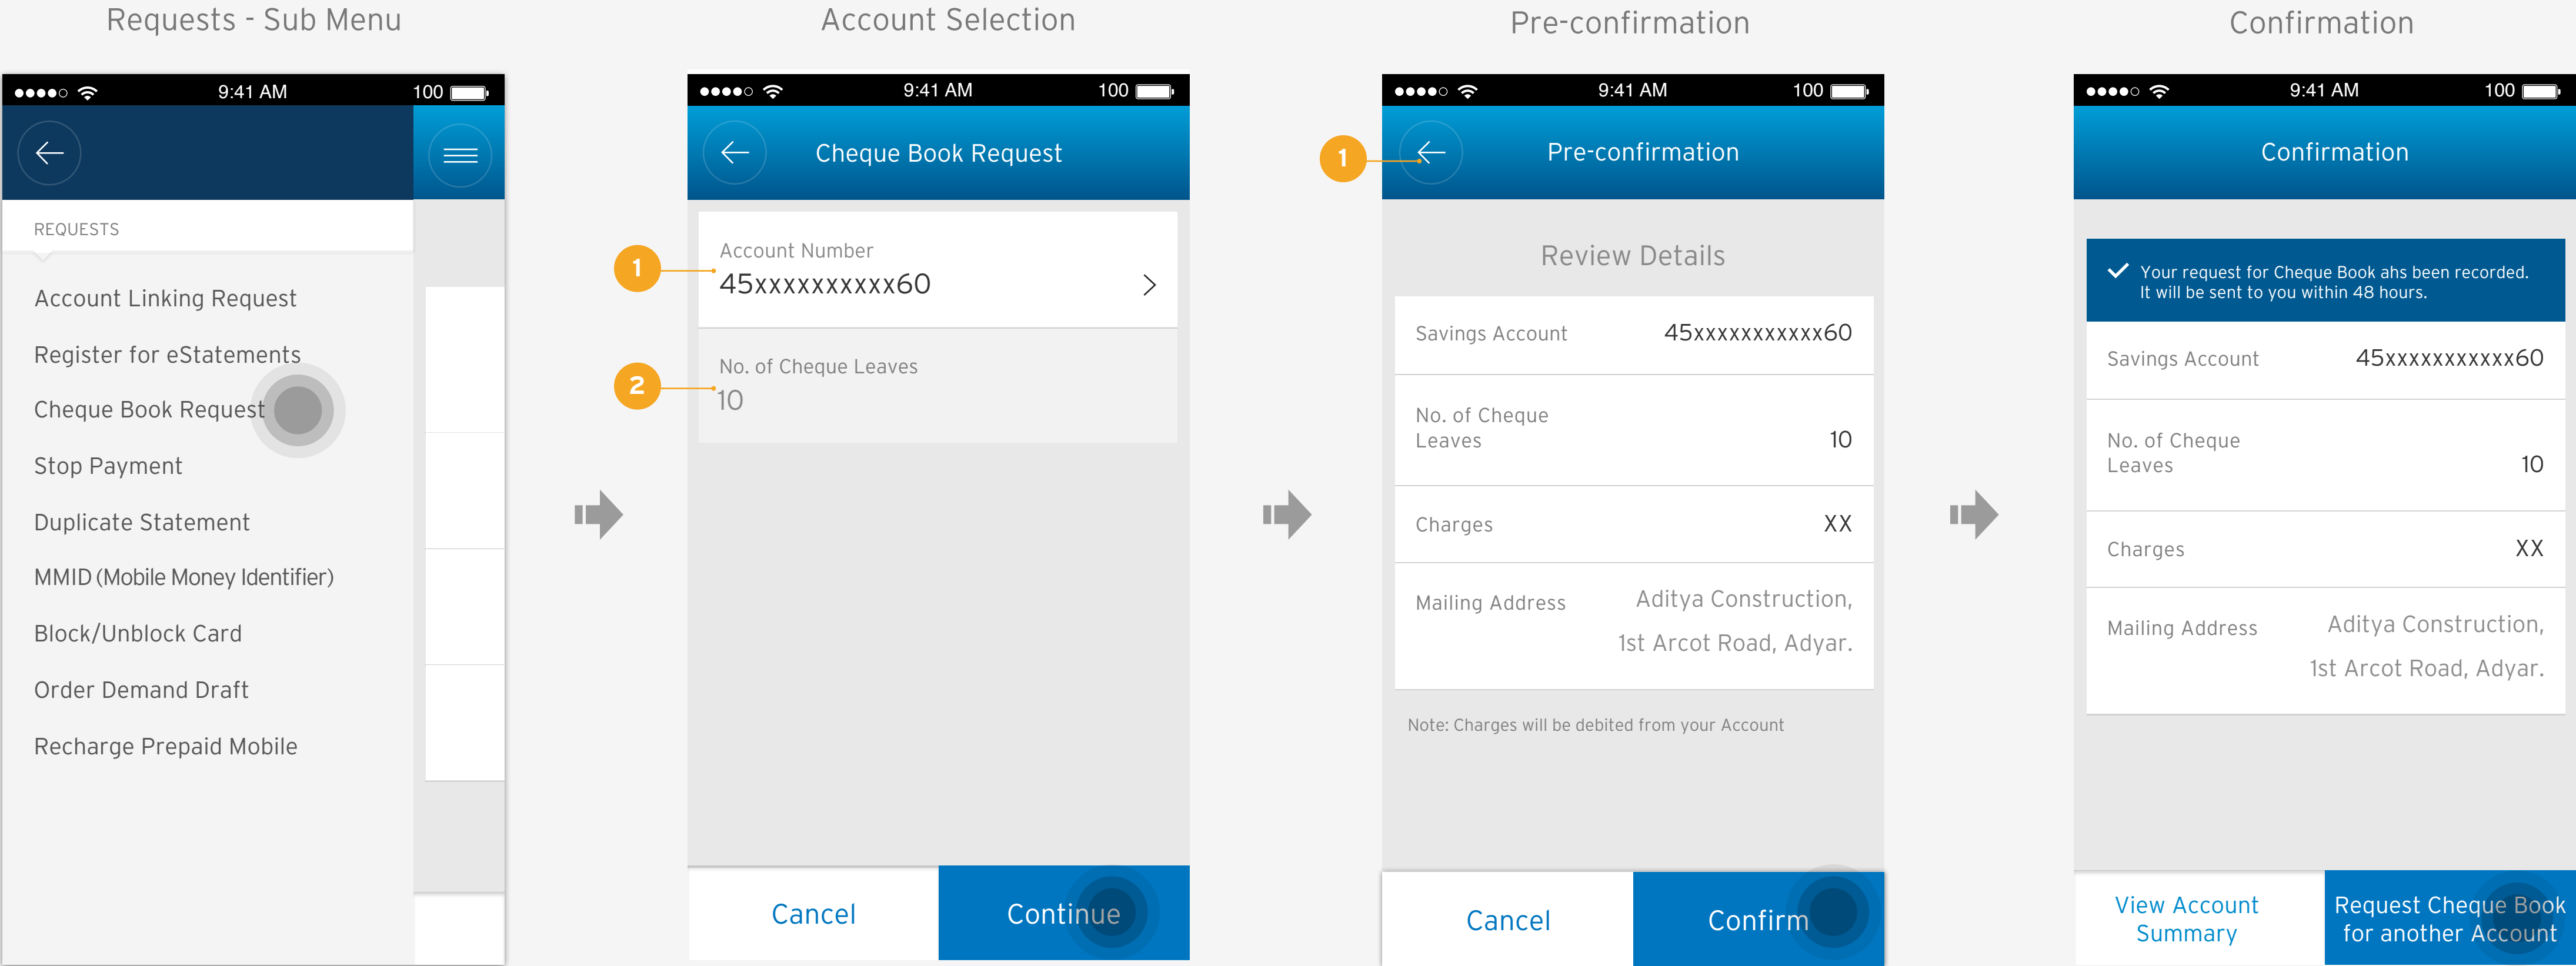 Requests - Sub Menu
9:41 AM
100
REQUESTS
Account Linking Request
Register for eStatements
Cheque Book Request
Stop Payment
Duplicate Statement
MMID (Mobile Money Identifier)
Block/Unblock Card
Order Demand Draft
Recharge Prepaid Mobile
Account Selection
9:41 AM
100
Cheque Book Request
1
Account Number
45xxxxxxxxxx60
2
No. of Cheque Leaves
10
Cancel
Continue
Pre-confirmation
9:41 AM
100
1
Pre-confirmation
Review Details
Savings Account
45xxxxxxxxxxx60
No. of Cheque
Leaves
10
Charges
XX
Mailing Address
Aditya Construction,
1st Arcot Road, Adyar.
Note: Charges will be debited from your Account
Cancel
Confirm
Confirmation
9:41 AM
100
Confirmation
Your request for Cheque Book ahs been recorded.
It will be sent to you within 48 hours.
Savings Account
45xxxxxxxxxxx60
No. of Cheque
Leaves
10
Charges
XX
Mailing Address
Aditya Construction,
1st Arcot Road, Adyar.
View Account
Summary
Request Cheque Book
for another Account